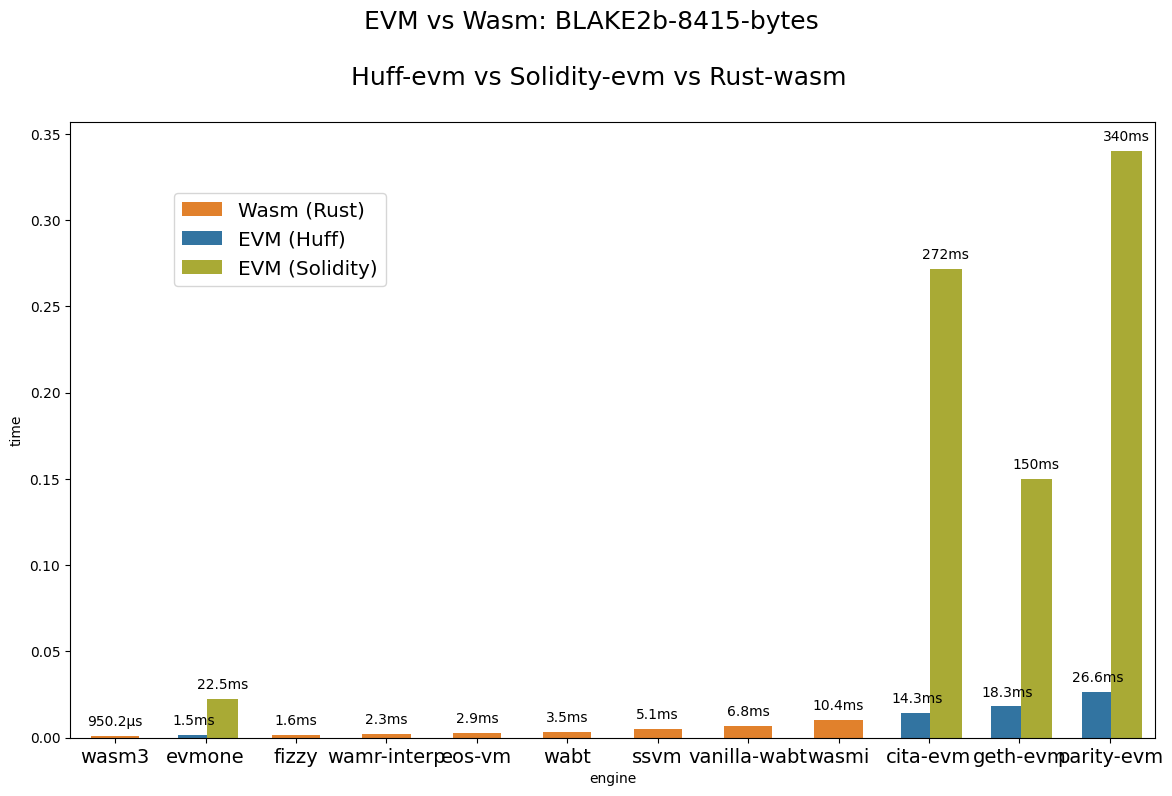 EVM vs Wasm: BLAKE2b-8415-bytes
Huff-evm vs Solidity-evm vs Rust-wasm
0.35
0.30
0.25
0.20
0.15
0.10
0.05
0.00
time
Wasm (Rust)
EVM (Huff)
EVM (Solidity)
950.2µs
1.5ms
22.5ms
1.6ms
2.3ms
2.9ms
3.5ms
5.1ms
6.8ms
10.4ms
14.3ms
272ms
18.3ms
150ms
26.6ms
340ms
wasm3 evmone fizzy wamr-interp eos-vm wabt ssvm vanilla-wabt wasmi cita-evm geth-evm parity-evm
engine